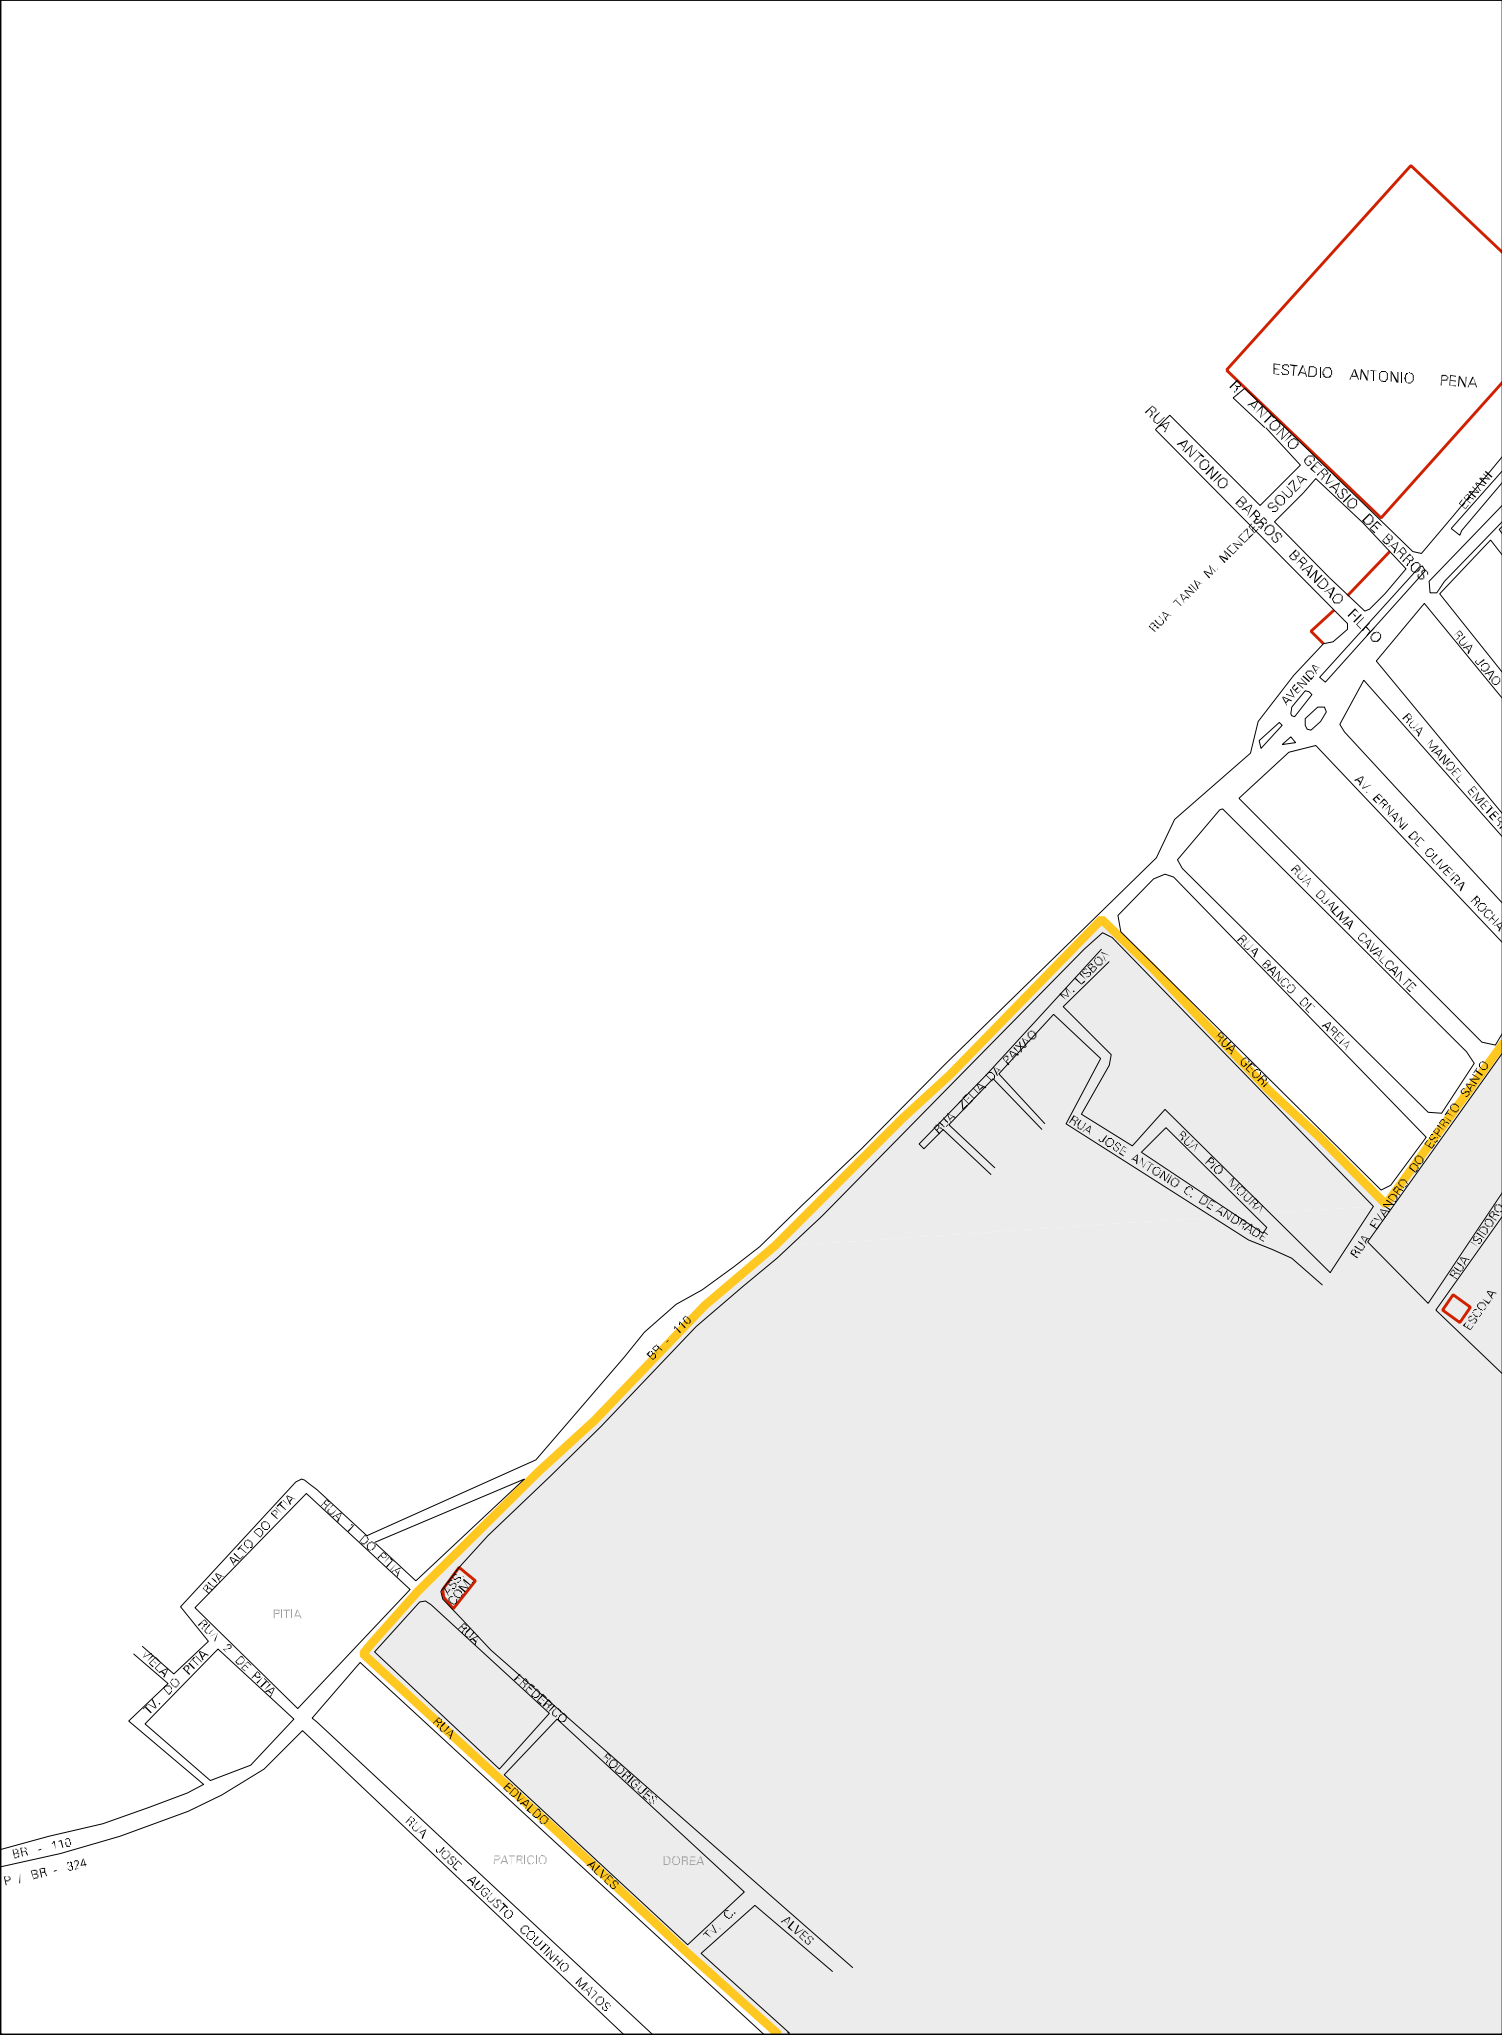 ESTADIO ANTONIO PENA
R/ ANTONIO GERVASIO DE BARROS
RUA ANTONIO BARROS BRANDAO FILHO
RUA TANIA M. MENEZES SOUZA
AVENIDA
ERNANI
RUA JOAO
RUA MANOEL
AV. ERNANI DE OLIVEIRA ROCHA
RUA DJALMA CAVALCANTE
RUA BANCO DE AREIA
RUA GEORI
RUA EVANDRO DO ESPIRITO SANTO
RUA ISIDORO
ESCOLA
M. LISBOA
RUA ZELIA DA PAIXAO
RUA JOSE ANTONIO C. DE ANDRADE
RUA PIO MOURA
BR - 110
RUA ALTO DO PITIA
RUA 1 DO PITIA
PITIA
RUA 2 DE PITIA
VIELA
TV. DO PITIA
ASS.
COM.
RUA FREDERICO RODRIGUES ALVES
RUA EDVALDO ALVES
PATRICIO DOREA
TV. C.
RUA JOSE AUGUSTO COUTINHO MATOS
BR - 110
P / BR - 324